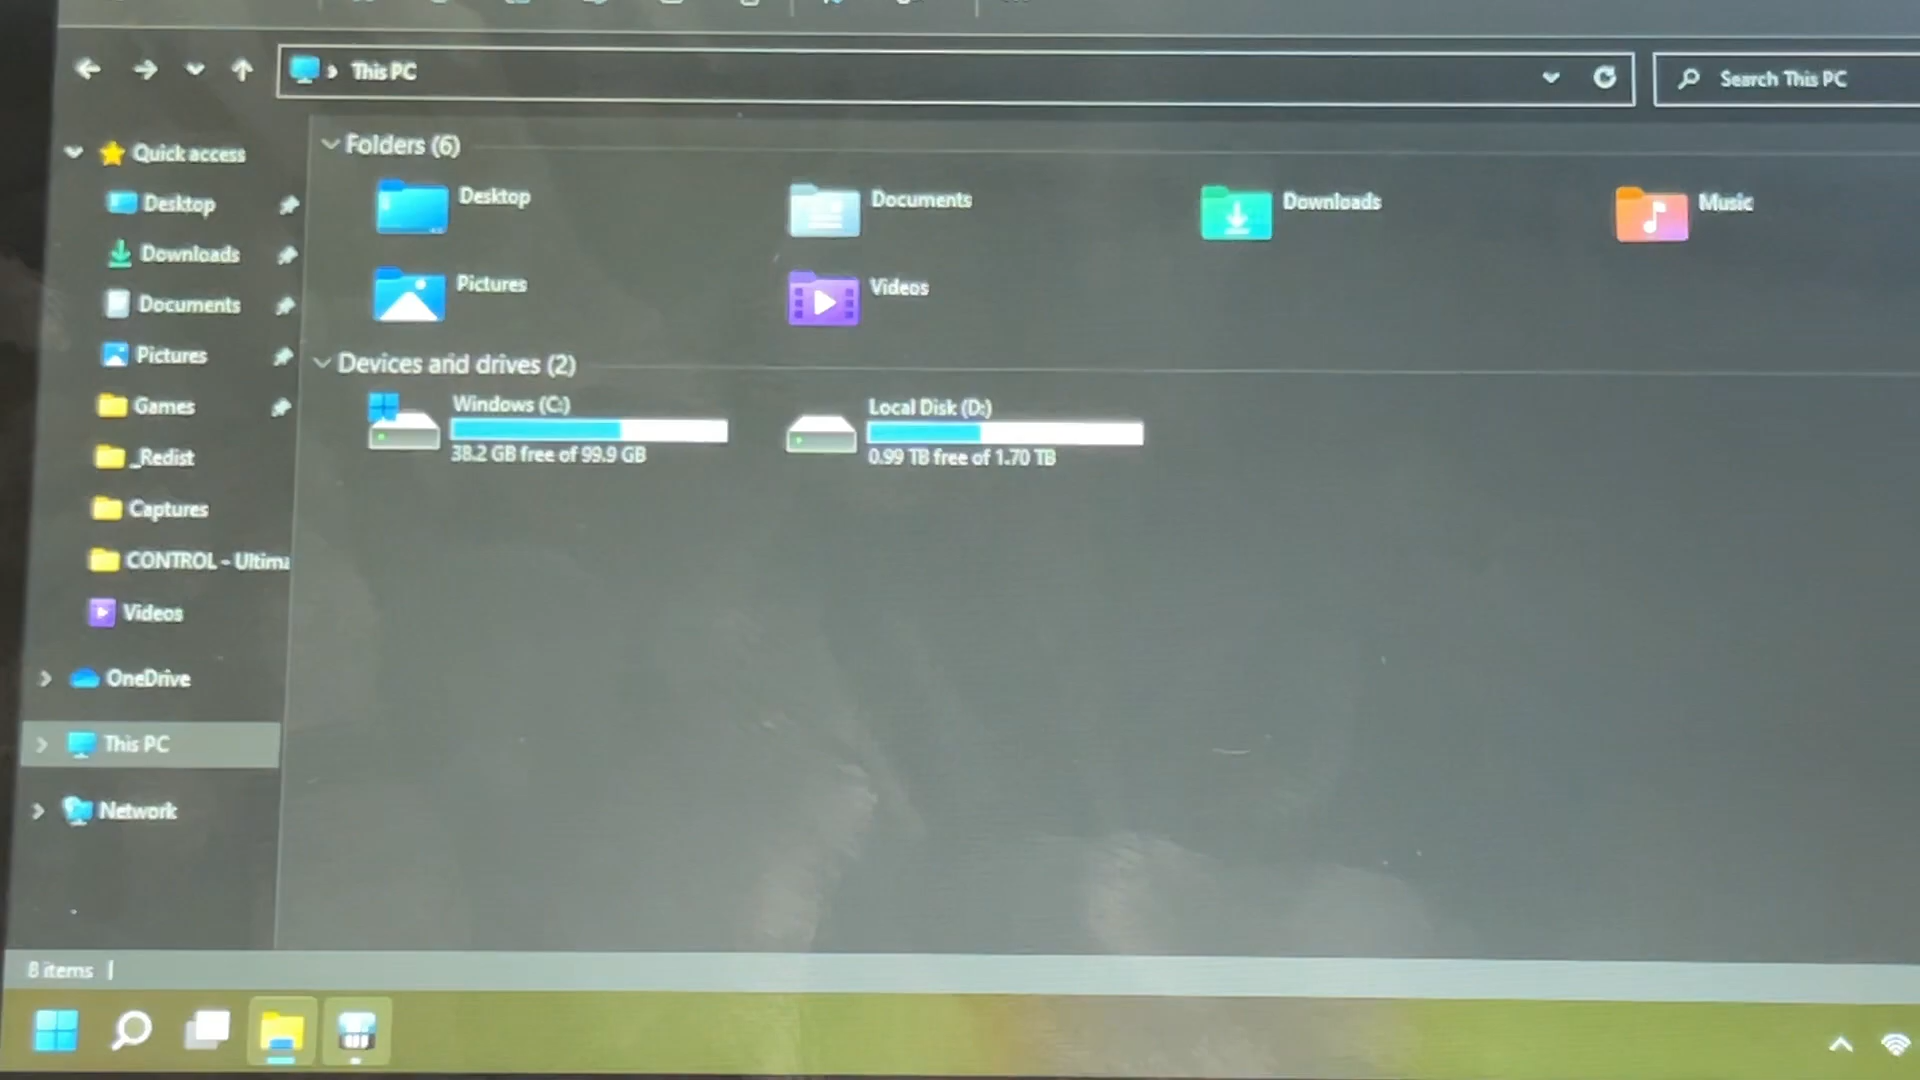 This PC
Search This PC
Quick access
Desktop
Downloads
Documents
Pictures
Games
_Redist
Captures
CONTROL - Ultima
Videos
OneDrive
This PC
Network
Folders (6)
Desktop
Documents
Downloads
Music
Pictures
Videos
Devices and drives (2)
Windows (C:)
38.2 GB free of 99.9 GB
Local Disk (D:)
0.99 TB free of 1.70 TB
8 items